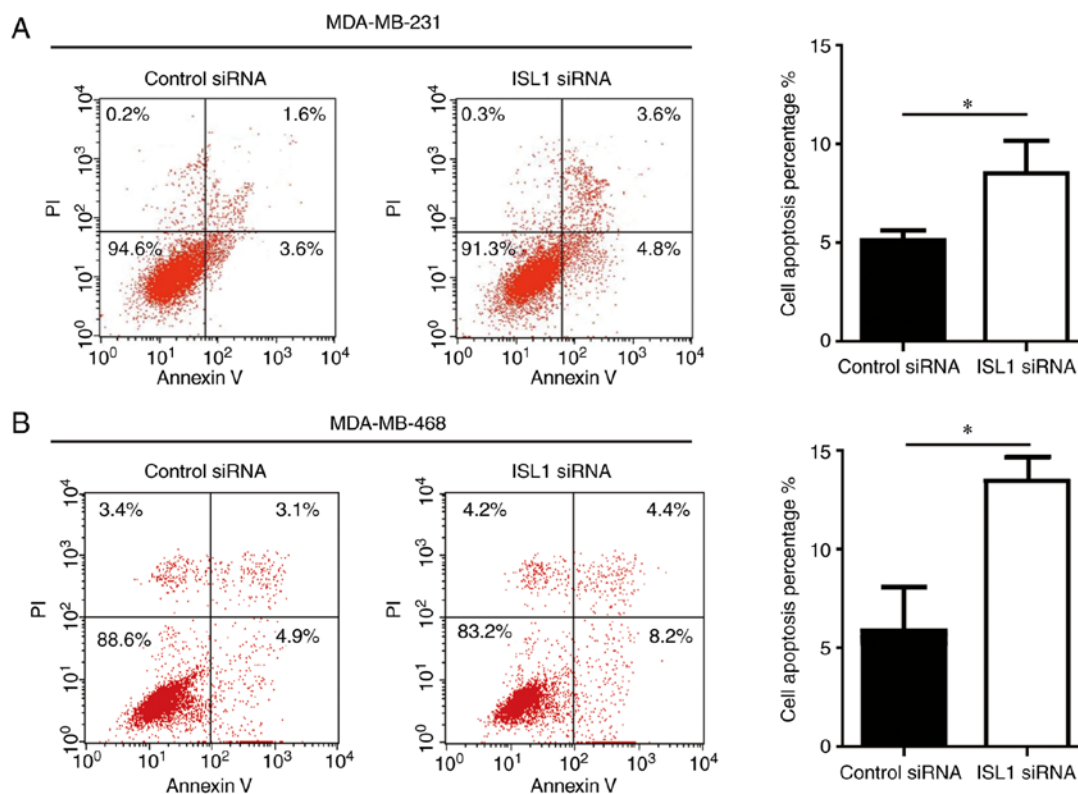 A
MDA-MB-231
Control siRNA
ISL1 siRNA
10⁴
10³
10²
10¹
10⁰
PI
0.2%
1.6%
94.6%
3.6%
10⁰ 10¹ 10² 10³ 10⁴
Annexin V
10⁴
10³
10²
10¹
10⁰
PI
0.3%
3.6%
91.3%
4.8%
10⁰ 10¹ 10² 10³ 10⁴
Annexin V
Cell apoptosis percentage %
15
10
5
0
*
Control siRNA
ISL1 siRNA
B
MDA-MB-468
Control siRNA
ISL1 siRNA
10⁴
10³
10²
10¹
10⁰
PI
3.4%
3.1%
88.6%
4.9%
10⁰ 10¹ 10² 10³ 10⁴
Annexin V
10⁴
10³
10²
10¹
10⁰
PI
4.2%
4.4%
83.2%
8.2%
10⁰ 10¹ 10² 10³ 10⁴
Annexin V
Cell apoptosis percentage %
15
10
5
0
*
Control siRNA
ISL1 siRNA